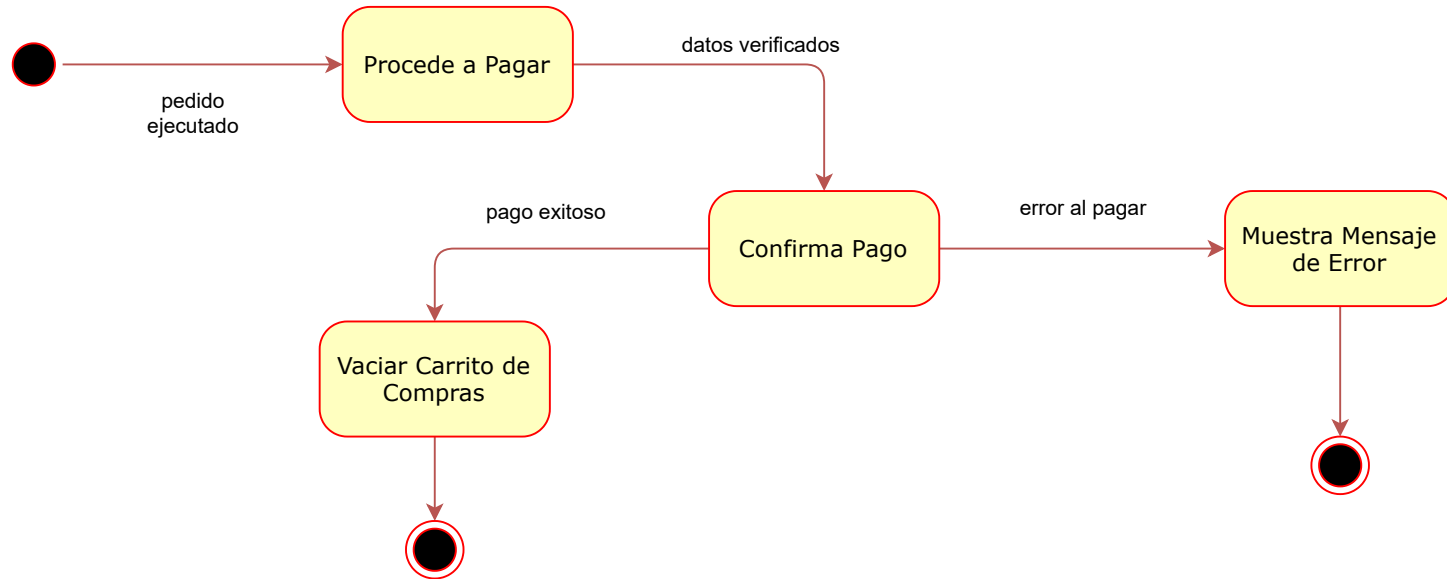 datos verificados
Procede a Pagar
pedido
ejecutado
pago exitoso
error al pagar
Confirma Pago
Muestra Mensaje
de Error
Vaciar Carrito de
Compras